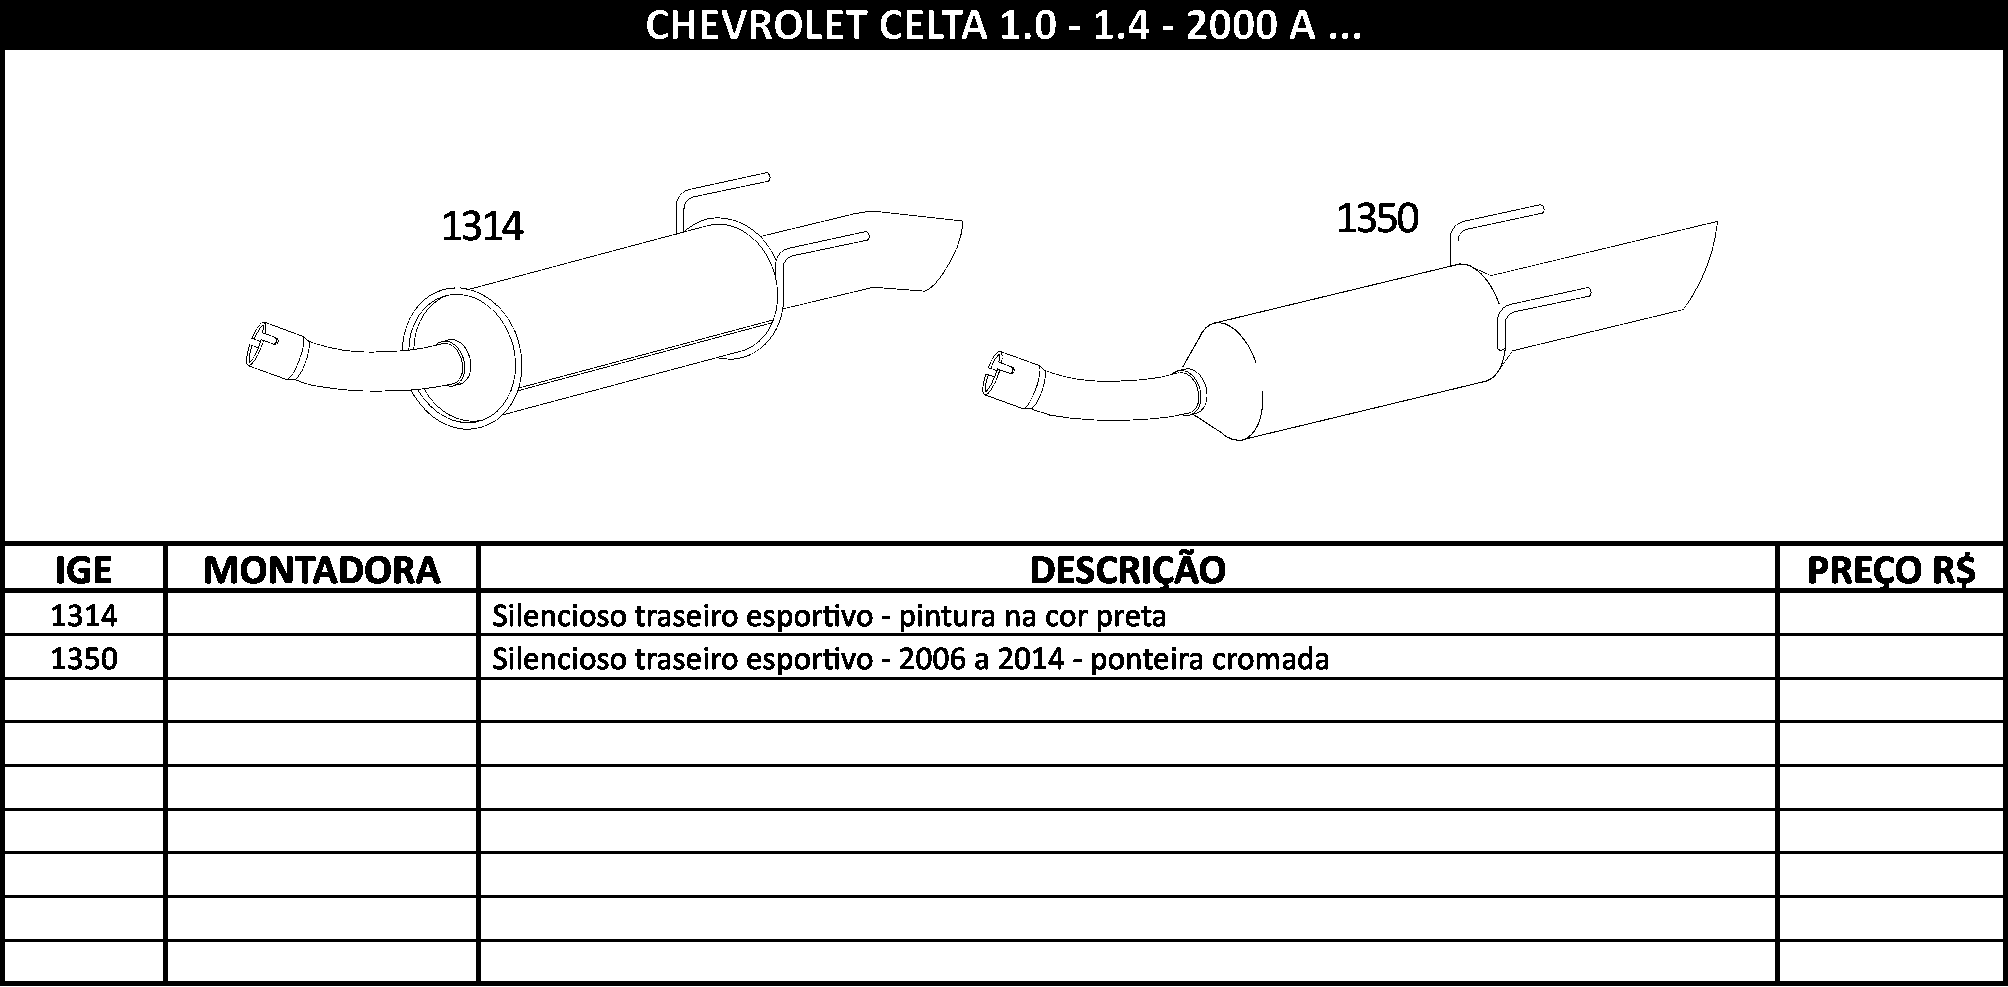 CHEVROLET CELTA 1.0 - 1.4 - 2000 A ...
1314
1350
IGE MONTADORA DESCRIÇÃO PREÇO R$
1314 Silencioso traseiro esportivo - pintura na cor preta
1350 Silencioso traseiro esportivo - 2006 a 2014 - ponteira cromada